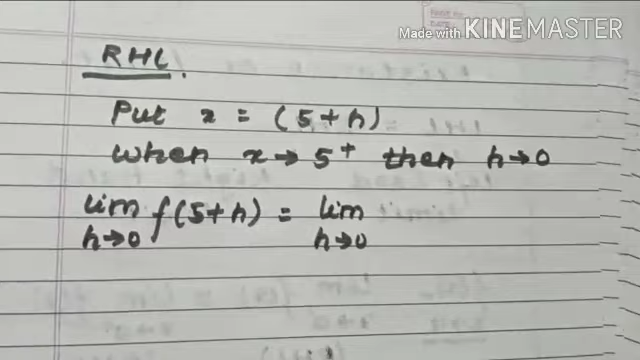 Made with KINEMASTER
RHL.
Put x = (5+h)
when x→5⁺ then h→0
lim f(5+h) = lim
h→0 h→0